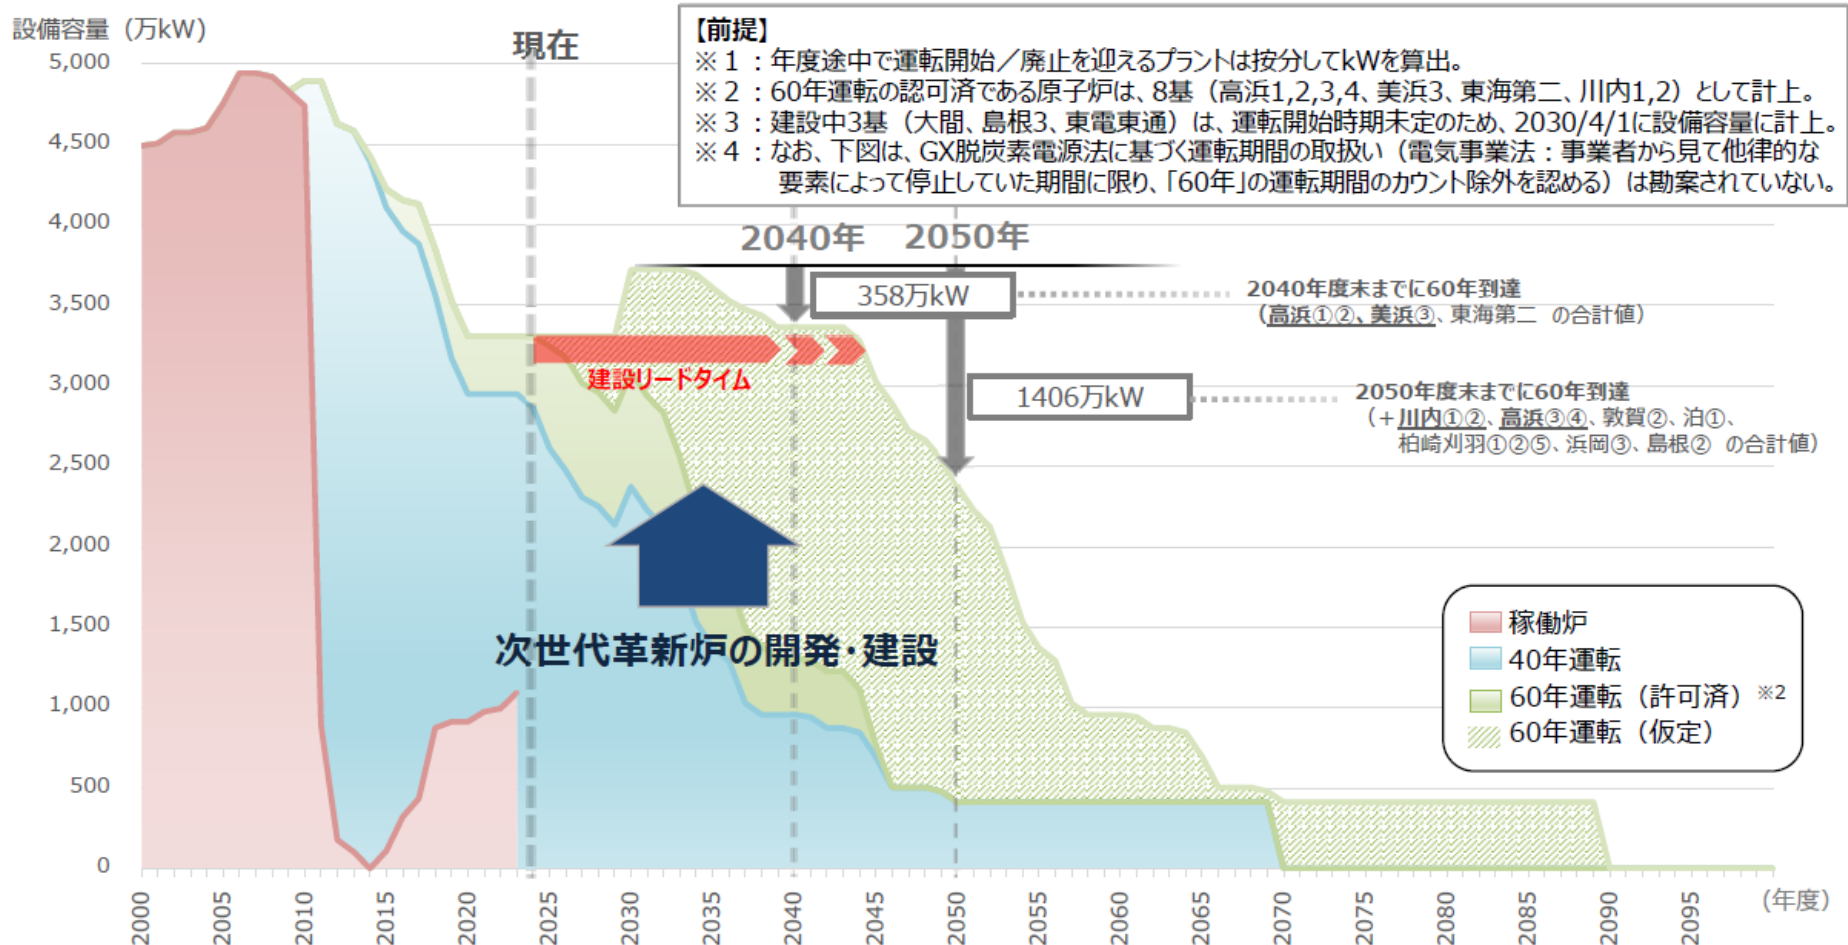 設備容量（万kW）
【前提】
※１：年度途中で運転開始／廃止を迎えるプラントは按分してkWを算出。
※２：60年運転の認可済である原子炉は、8基（高浜1,2,3,4、美浜3、東海第二、川内1,2）として計上。
※３：建設中3基（大間、島根3、東電東通）は、運転開始時期未定のため、2030/4/1に設備容量に計上。
※４：なお、下図は、GX脱炭素電源法に基づく運転期間の取扱い（電気事業法：事業者から見て他律的な
要素によって停止していた期間に限り、「60年」の運転期間のカウント除外を認める）は勘案されていない。
現在
5,000
4,500
4,000
3,500
3,000
2,500
2,000
1,500
1,000
500
0
2040年
2050年
358万kW
2040年度末までに60年到達
（高浜①②、美浜③、東海第二 の合計値）
建設リードタイム
1406万kW
2050年度末までに60年到達
（＋川内①②、高浜③④、敦賀②、泊①、
柏崎刈羽①②⑤、浜岡③、島根② の合計値）
次世代革新炉の開発・建設
稼働炉
40年運転
60年運転（許可済）※2
60年運転（仮定）
2000
2005
2010
2015
2020
2025
2030
2035
2040
2045
2050
2055
2060
2065
2070
2075
2080
2085
2090
2095
（年度）